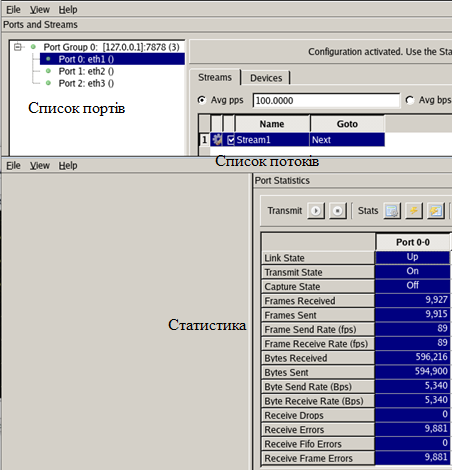 File View Help
Ports and Streams
Port Group 0: [127.0.0.1]:7878 (3)
Port 0: eth1 ()
Port 1: eth2 ()
Port 2: eth3 ()
Список портів
Configuration activated. Use the Sta
Streams Devices
Avg pps 100.0000 Avg bps
Name Goto
1 Stream1 Next
Список потоків
File View Help
Port Statistics
Transmit Stats
Port 0-0
Link State Up
Transmit State On
Capture State Off
Frames Received 9,927
Frames Sent 9,915
Статистика
Frame Send Rate (fps) 89
Frame Receive Rate (fps) 89
Bytes Received 596,216
Bytes Sent 594,900
Byte Send Rate (Bps) 5,340
Byte Receive Rate (Bps) 5,340
Receive Drops 0
Receive Errors 9,881
Receive Fifo Errors 0
Receive Frame Errors 9,881